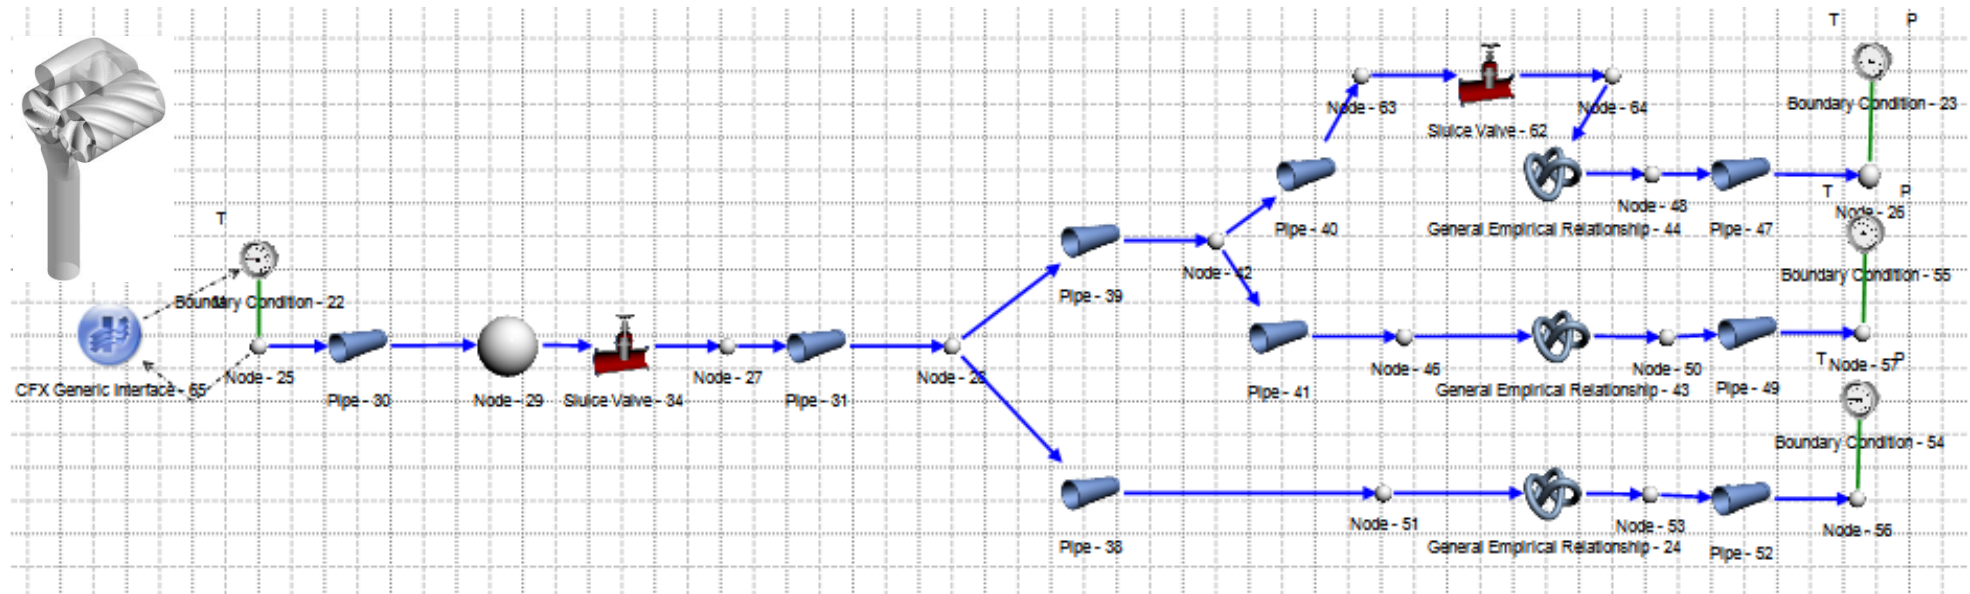 T P
Boundary Condition - 23
Node - 63
Node - 64
Sluice Valve - 62
T P
Node - 48
Node - 26
T
Pipe - 40
General Empirical Relationship - 44
Pipe - 47
Node - 42
Boundary Condition - 55
Boundary Condition - 22
Pipe - 39
CFX Generic Interface - 65
Node - 25
Pipe - 30
Node - 29
Sluice Valve - 34
Node - 27
Pipe - 31
Node - 28
Pipe - 41
Node - 46
General Empirical Relationship - 43
Node - 50
Pipe - 49
T P
Node - 57
Boundary Condition - 54
Pipe - 38
Node - 51
General Empirical Relationship - 24
Node - 53
Pipe - 52
Node - 56